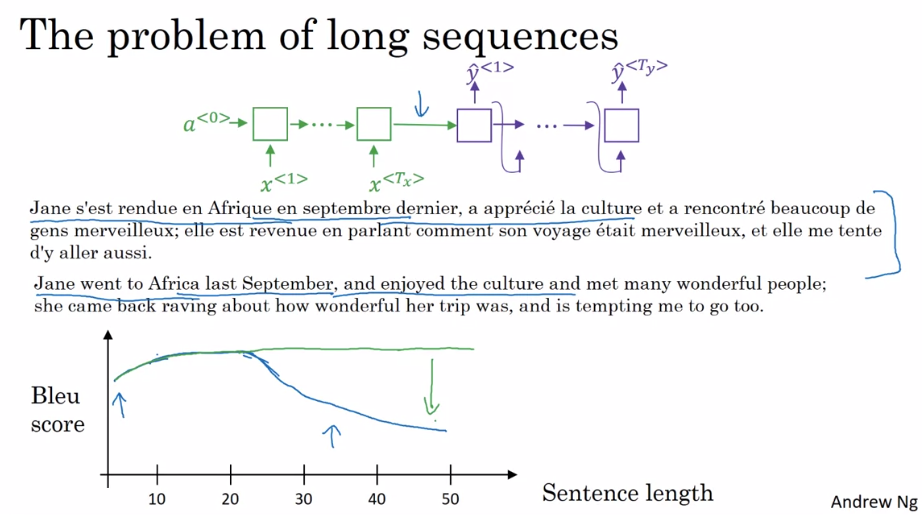 The problem of long sequences
ŷ<1> ŷ<Ty>
a<0>
x<1> x<Tx>
Jane s'est rendue en Afrique en septembre dernier, a apprécié la culture et a rencontré beaucoup de
gens merveilleux; elle est revenue en parlant comment son voyage était merveilleux, et elle me tente
d'y aller aussi.
Jane went to Africa last September, and enjoyed the culture and met many wonderful people;
she came back raving about how wonderful her trip was, and is tempting me to go too.
Bleu
score
10 20 30 40 50
Sentence length
Andrew Ng